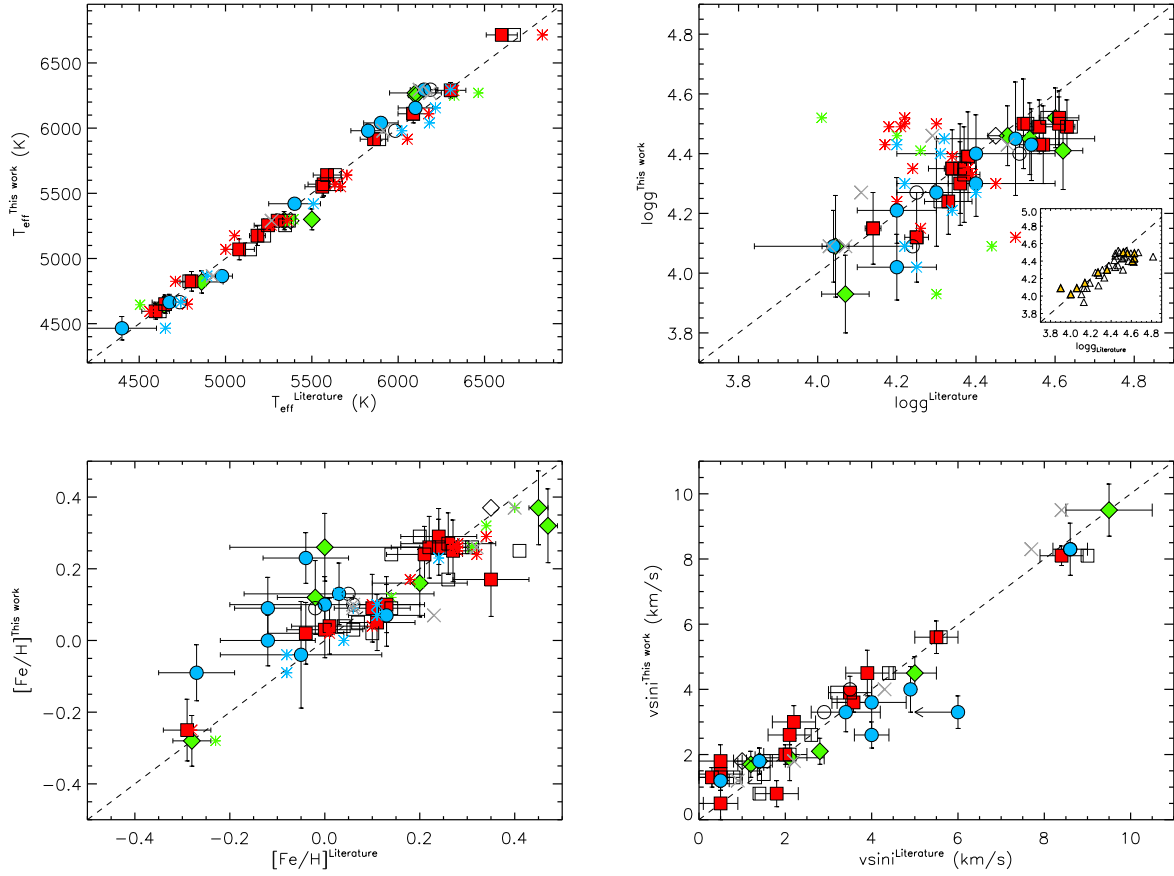 6500
6000
5500
5000
4500
T_eff^This work (K)
4500 5000 5500 6000 6500
T_eff^Literature (K)
4.8
4.6
4.4
4.2
4.0
3.8
logg^This work
3.8 4.0 4.2 4.4 4.6 4.8
logg^Literature
5.0
4.8
4.6
4.4
4.2
4.0
3.8
3.8 4.0 4.2 4.4 4.6 4.8
logg_Literature
0.4
0.2
0.0
−0.2
−0.4
[Fe/H]^This work
−0.4 −0.2 0.0 0.2 0.4
[Fe/H]^Literature
10
8
6
4
2
0
vsini^This work (km/s)
0 2 4 6 8 10
vsini^Literature (km/s)